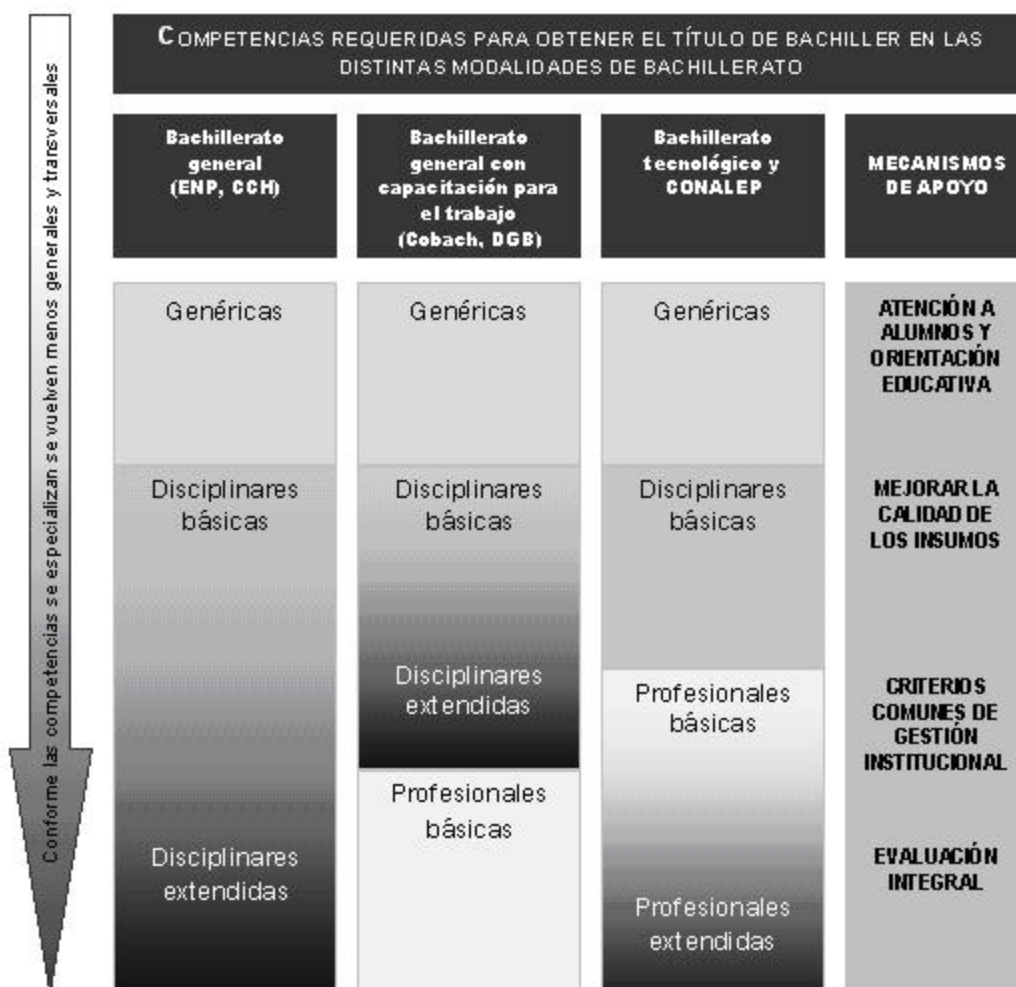 COMPETENCIAS REQUERIDAS PARA OBTENER EL TÍTULO DE BACHILLER EN LAS
DISTINTAS MODALIDADES DE BACHILLERATO
Conforme las competencias se especializan se vuelven menos generales y transversales
Bachillerato
general
(ENP, CCH)
Bachillerato
general con
capacitación para
el trabajo
(Cobach, DGB)
Bachillerato
tecnológico y
CONALEP
MECANISMOS
DE APOYO
Genéricas
Genéricas
Genéricas
ATENCIÓN A
ALUMNOS Y
ORIENTACIÓN
EDUCATIVA
Disciplinares
básicas
Disciplinares
básicas
Disciplinares
básicas
MEJORAR LA
CALIDAD DE
LOS INSUMOS
Disciplinares
extendidas
Profesionales
básicas
CRITERIOS
COMUNES DE
GESTIÓN
INSTITUCIONAL
Disciplinares
extendidas
Profesionales
básicas
Profesionales
extendidas
EVALUACIÓN
INTEGRAL